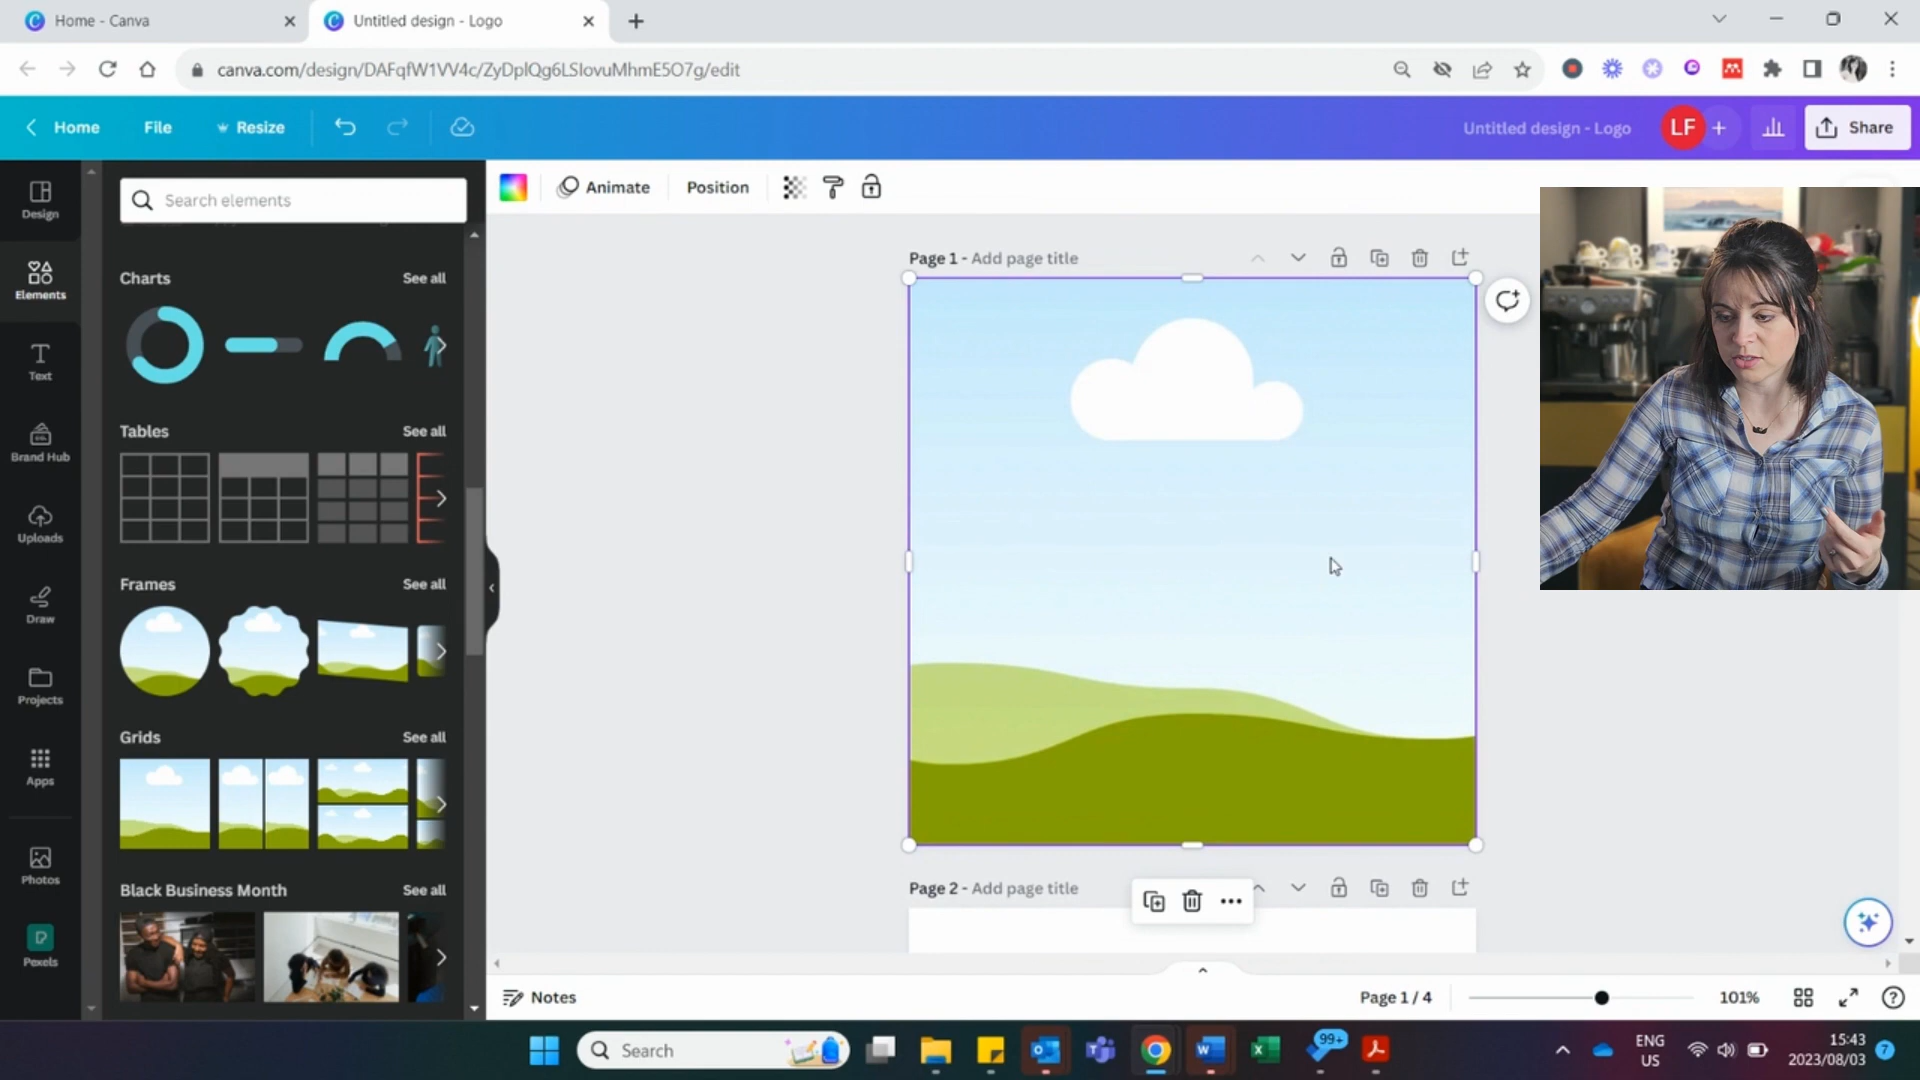 Home - Canva
Untitled design - Logo
canva.com/design/DAFqfW1VV4c/ZyDplQg6LSIovuMhmE5O7g/edit
Home
File
Resize
Untitled design - Logo
LF
Share
Design
Elements
Text
Brand Hub
Uploads
Draw
Projects
Apps
Photos
Pexels
Search elements
Charts
See all
Tables
See all
Frames
See all
Grids
See all
Black Business Month
See all
Animate
Position
Page 1 - Add page title
Page 2 - Add page title
Notes
Page 1 / 4
101%
Search
99+
ENG
US
15:43
2023/08/03
7